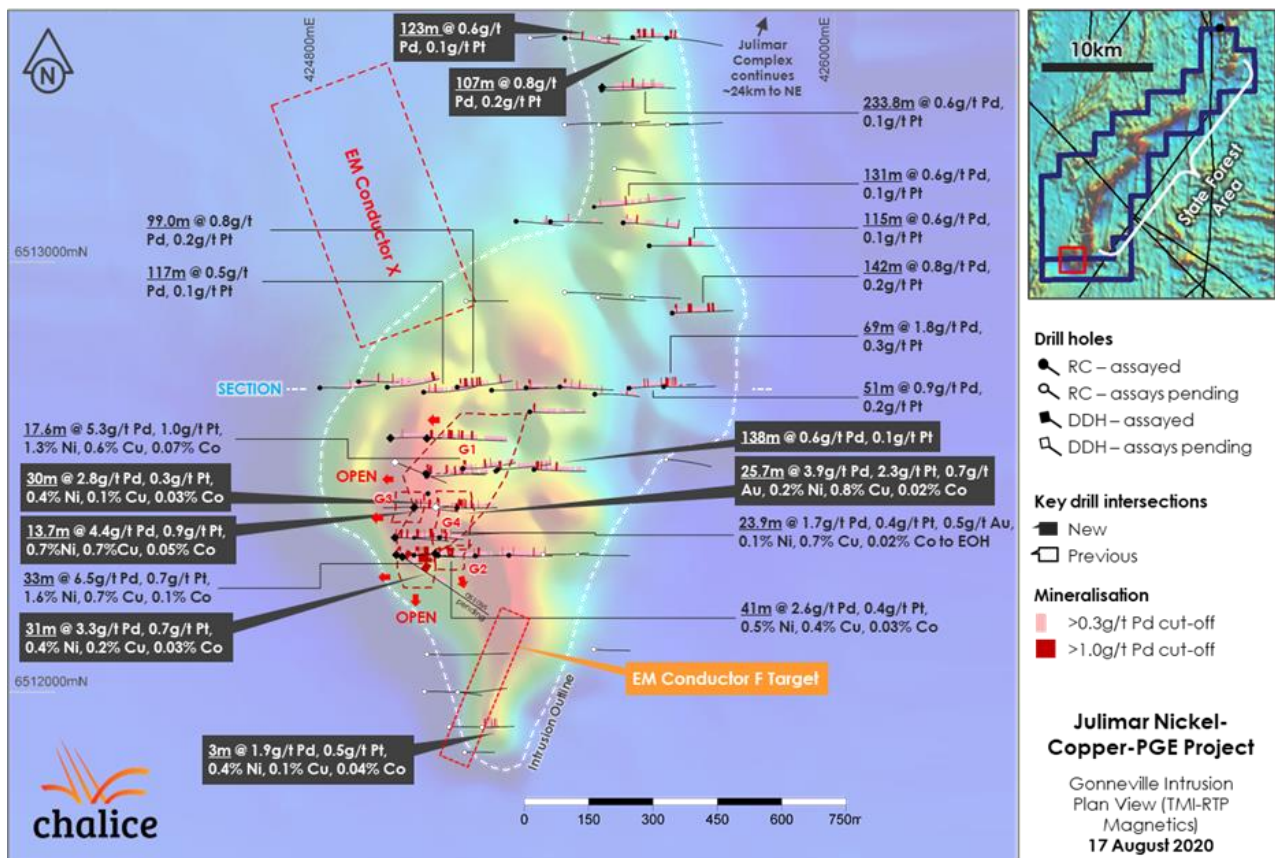 123m @ 0.6g/t
Pd, 0.1g/t Pt
107m @ 0.8g/t
Pd, 0.2g/t Pt
424800mE
426000mE
Julimar
Complex
continues
~24km to NE
N
EM Conductor X
233.8m @ 0.6g/t Pd,
0.1g/t Pt
131m @ 0.6g/t Pd,
0.1g/t Pt
115m @ 0.6g/t Pd,
0.1g/t Pt
142m @ 0.8g/t Pd,
0.2g/t Pt
69m @ 1.8g/t Pd,
0.3g/t Pt
51m @ 0.9g/t Pd,
0.2g/t Pt
99.0m @ 0.8g/t
Pd, 0.2g/t Pt
6513000mN
117m @ 0.5g/t
Pd, 0.1g/t Pt
SECTION
17.6m @ 5.3g/t Pd, 1.0g/t Pt,
1.3% Ni, 0.6% Cu, 0.07% Co
30m @ 2.8g/t Pd, 0.3g/t Pt,
0.4% Ni, 0.1% Cu, 0.03% Co
13.7m @ 4.4g/t Pd, 0.9g/t Pt,
0.7%Ni, 0.7%Cu, 0.05% Co
33m @ 6.5g/t Pd, 0.7g/t Pt,
1.6% Ni, 0.7% Cu, 0.1% Co
31m @ 3.3g/t Pd, 0.7g/t Pt,
0.4% Ni, 0.2% Cu, 0.03% Co
G1
OPEN
G3
G4
G2
OPEN
assays
pending
138m @ 0.6g/t Pd, 0.1g/t Pt
25.7m @ 3.9g/t Pd, 2.3g/t Pt, 0.7g/t
Au, 0.2% Ni, 0.8% Cu, 0.02% Co
23.9m @ 1.7g/t Pd, 0.4g/t Pt, 0.5g/t Au,
0.1% Ni, 0.7% Cu, 0.02% Co to EOH
41m @ 2.6g/t Pd, 0.4g/t Pt,
0.5% Ni, 0.4% Cu, 0.03% Co
EM Conductor F Target
6512000mN
3m @ 1.9g/t Pd, 0.5g/t Pt,
0.4% Ni, 0.1% Cu, 0.04% Co
Intrusion Outline
chalice
0 150 300 450 600 750m
10km
State Forest
Area
Drill holes
RC – assayed
RC – assays pending
DDH – assayed
DDH – assays pending
Key drill intersections
New
Previous
Mineralisation
>0.3g/t Pd cut-off
>1.0g/t Pd cut-off
Julimar Nickel-
Copper-PGE Project
Gonneville Intrusion
Plan View (TMI-RTP
Magnetics)
17 August 2020